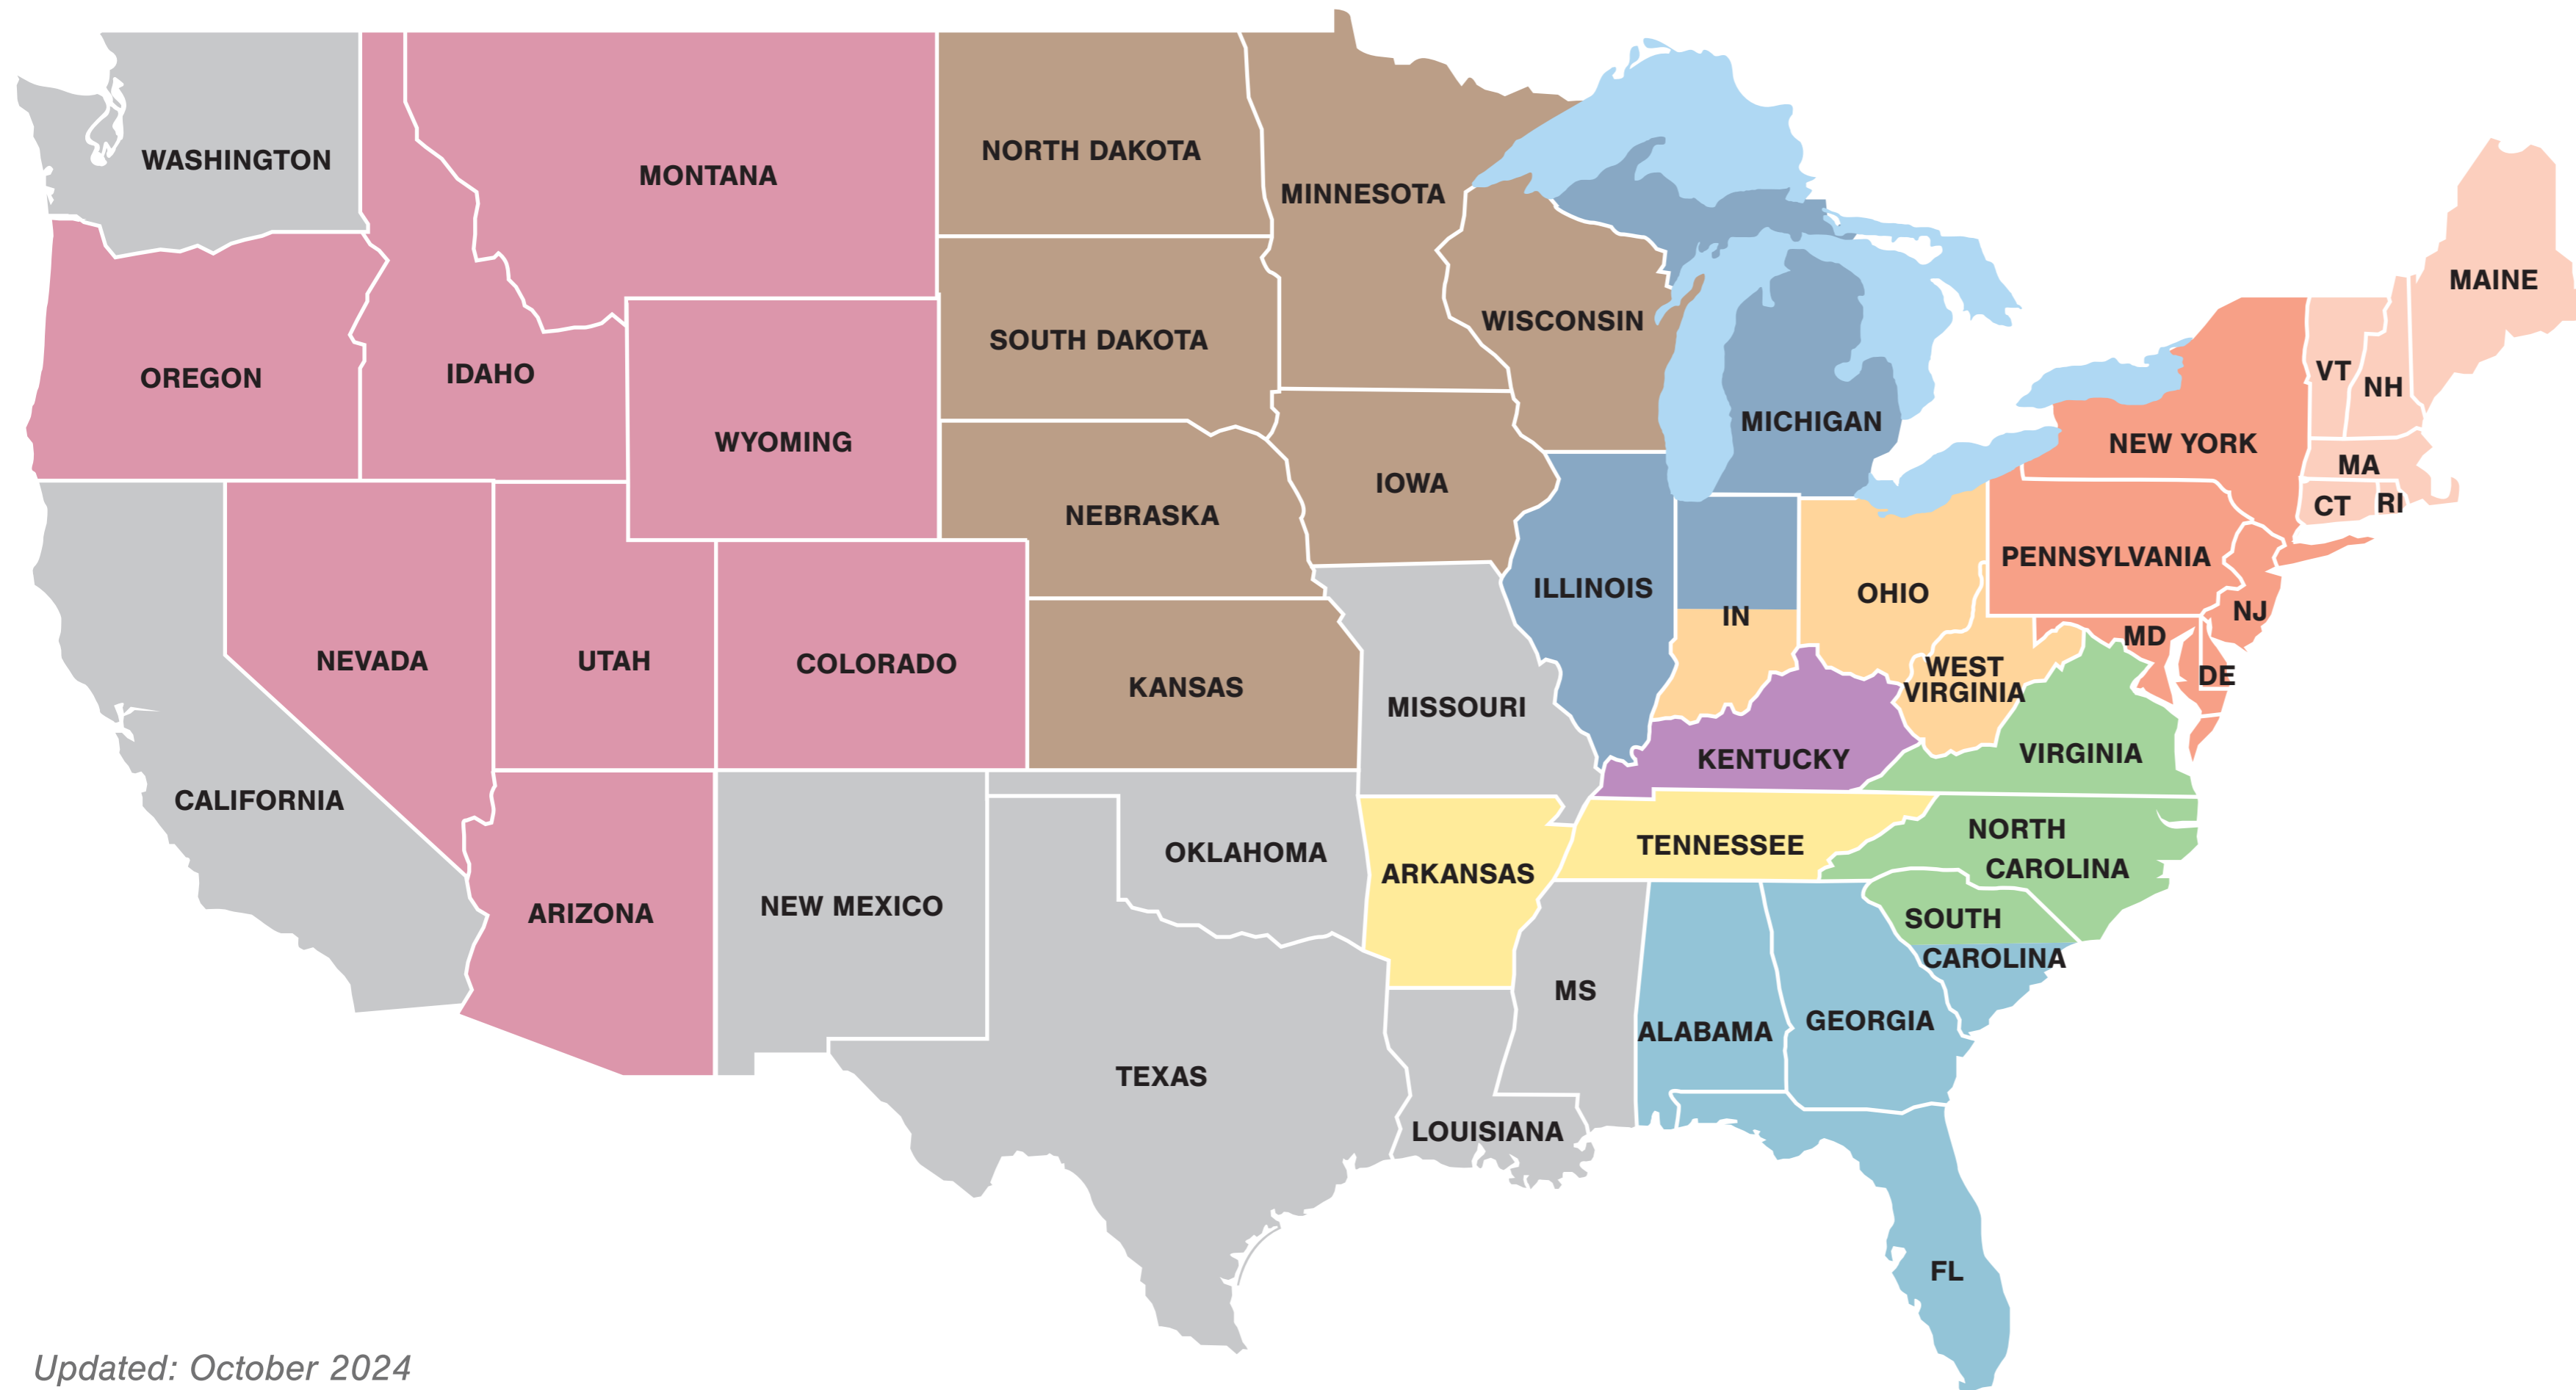 WASHINGTON
MONTANA
NORTH DAKOTA
MINNESOTA
MAINE
OREGON
IDAHO
SOUTH DAKOTA
WISCONSIN
VT
NH
WYOMING
MICHIGAN
NEW YORK
MA
NEBRASKA
IOWA
CT
RI
PENNSYLVANIA
ILLINOIS
OHIO
IN
NJ
MD
NEVADA
UTAH
COLORADO
KANSAS
MISSOURI
WEST
VIRGINIA
DE
CALIFORNIA
KENTUCKY
VIRGINIA
OKLAHOMA
TENNESSEE
NORTH
CAROLINA
ARIZONA
NEW MEXICO
ARKANSAS
SOUTH
CAROLINA
MS
ALABAMA
GEORGIA
TEXAS
LOUISIANA
FL
Updated: October 2024